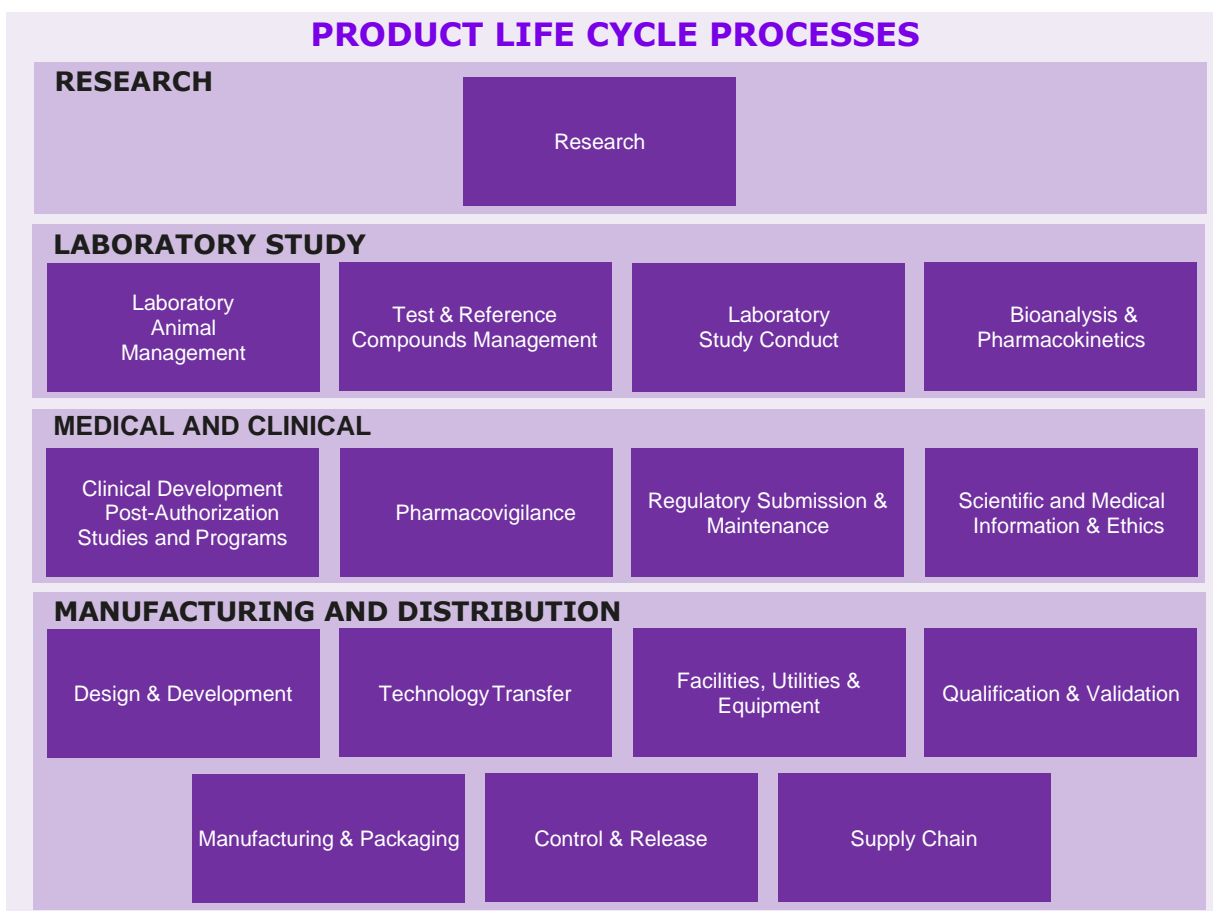 PRODUCT LIFE CYCLE PROCESSES
RESEARCH
Research
LABORATORY STUDY
Laboratory
Animal
Management
Test & Reference
Compounds Management
Laboratory
Study Conduct
Bioanalysis &
Pharmacokinetics
MEDICAL AND CLINICAL
Clinical Development
Post-Authorization
Studies and Programs
Pharmacovigilance
Regulatory Submission &
Maintenance
Scientific and Medical
Information & Ethics
MANUFACTURING AND DISTRIBUTION
Design & Development
Technology Transfer
Facilities, Utilities &
Equipment
Qualification & Validation
Manufacturing & Packaging
Control & Release
Supply Chain